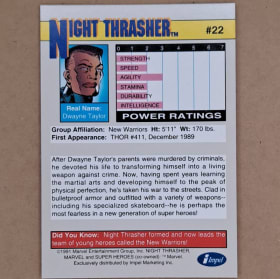 NIGHT THRASHER™
#22
0 1 2 3 4 5 6 7
STRENGTH
SPEED
AGILITY
STAMINA
DURABILITY
INTELLIGENCE
POWER RATINGS
Real Name:
Dwayne Taylor
Group Affiliation: New Warriors Ht: 5'11" Wt: 170 lbs.
First Appearance: THOR #411, December 1989
After Dwayne Taylor's parents were murdered by criminals,
he devoted his life to transforming himself into a living
weapon against crime. Now, having spent years learning
the martial arts and developing himself to the peak of
physical perfection, he's taken his war to the streets. Clad in
bulletproof armor and outfitted with a variety of weapons—
including his specialized skateboard—he is perhaps the
most fearless in a new generation of super heroes!
Did You Know: Night Thrasher formed and now leads the
team of young heroes called the New Warriors!
©1991 Marvel Entertainment Group, Inc. NIGHT THRASHER,
MARVEL and SUPER HEROES (co-owned) ™ Marvel.
Exclusively distributed by Impel Marketing Inc.
impel